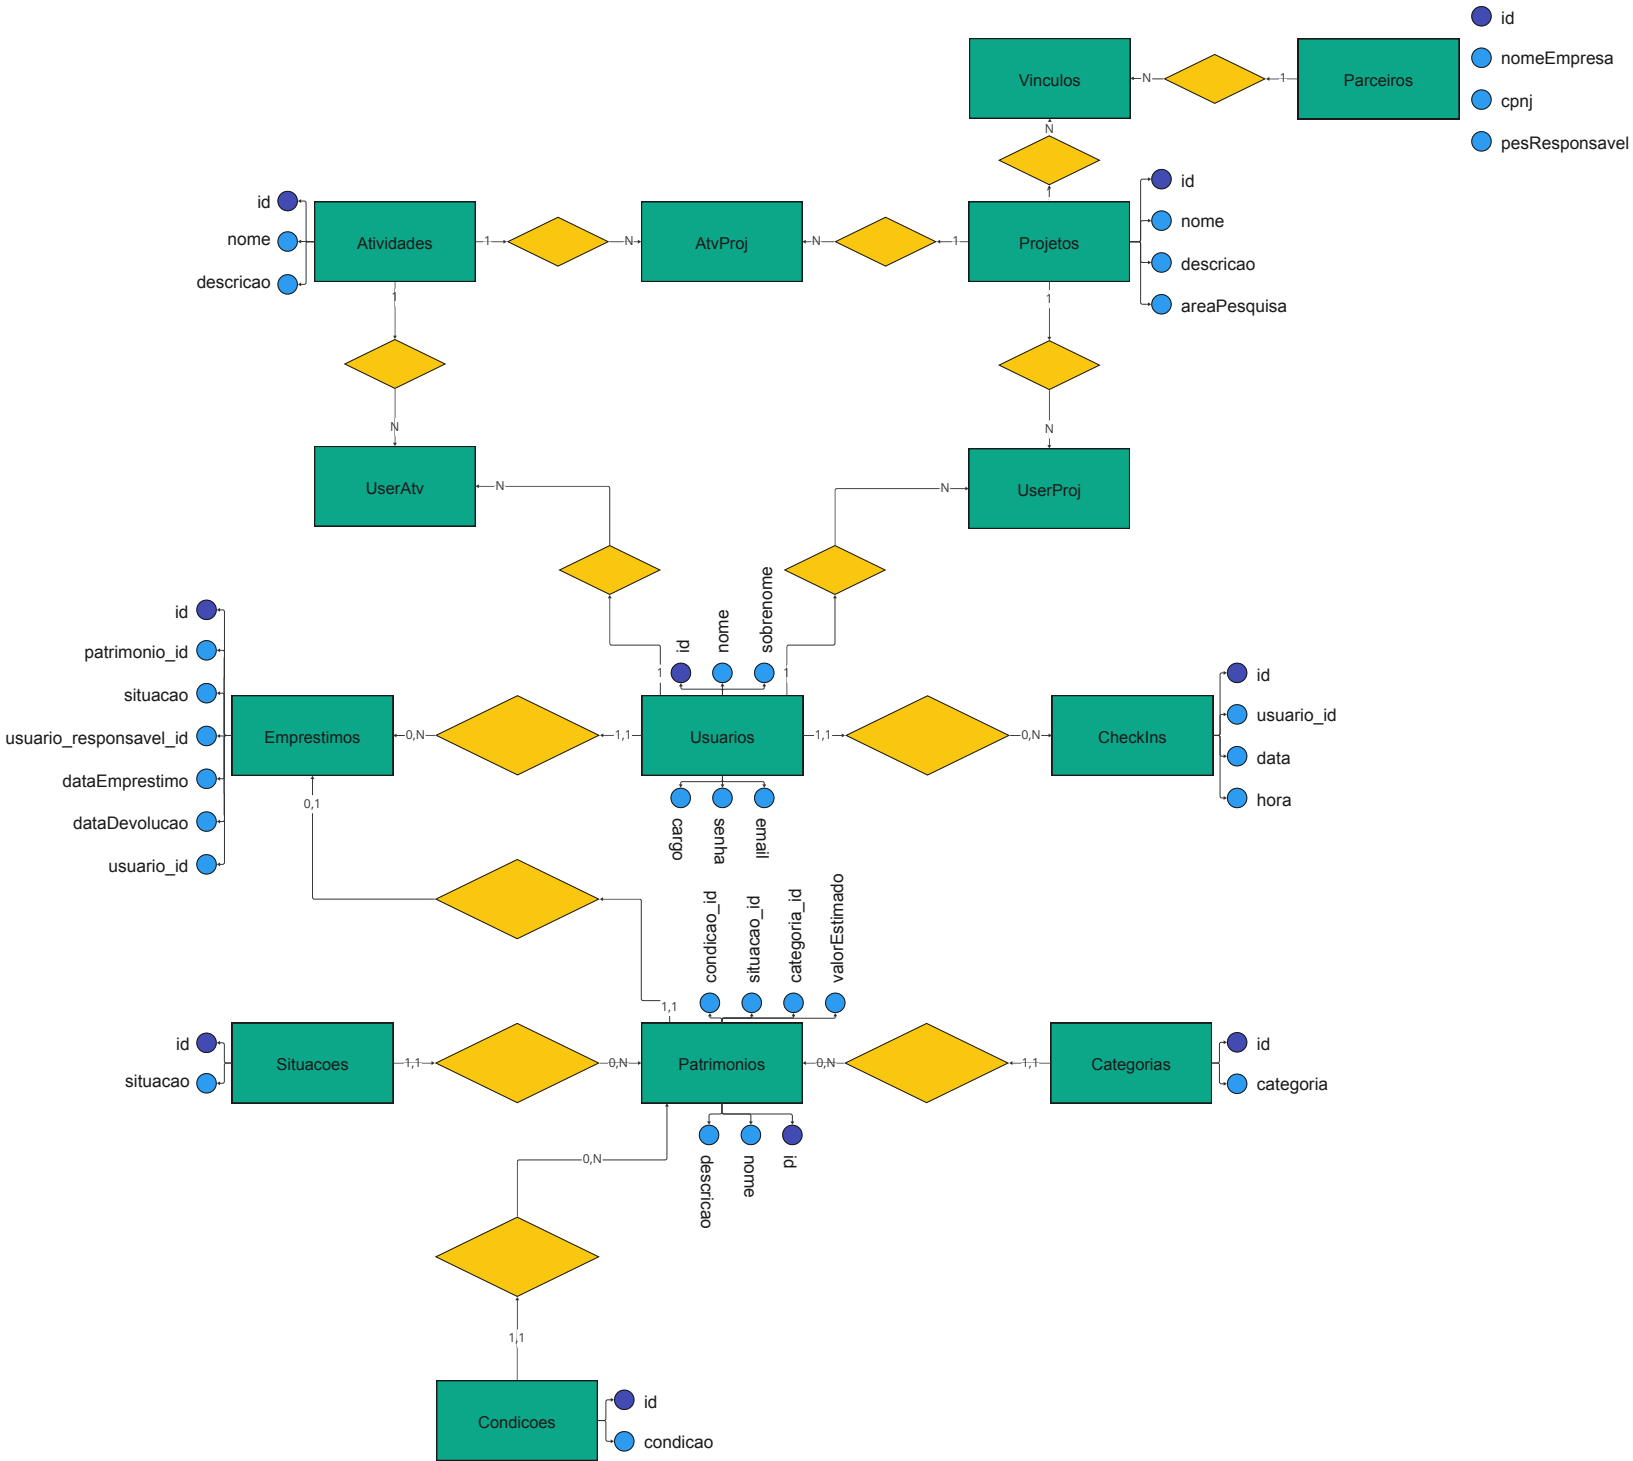 id
nomeEmpresa
cpnj
pesResponsavel
Vinculos
N
1
Parceiros
N
id
nome
descricao
areaPesquisa
id
nome
descricao
Atividades
1
N
AtvProj
N
1
Projetos
1
1
N
N
UserAtv
N
N
UserProj
id
nome
sobrenome
1
1
id
patrimonio_id
situacao
usuario_responsavel_id
dataEmprestimo
dataDevolucao
usuario_id
Emprestimos
0,N
1,1
Usuarios
1,1
0,N
CheckIns
id
usuario_id
data
hora
cargo
senha
email
0,1
condicao_id
situacao_id
categoria_id
valorEstimado
1,1
id
situacao
Situacoes
1,1
0,N
Patrimonios
0,N
1,1
Categorias
id
categoria
descricao
nome
id
0,N
1,1
Condicoes
id
condicao